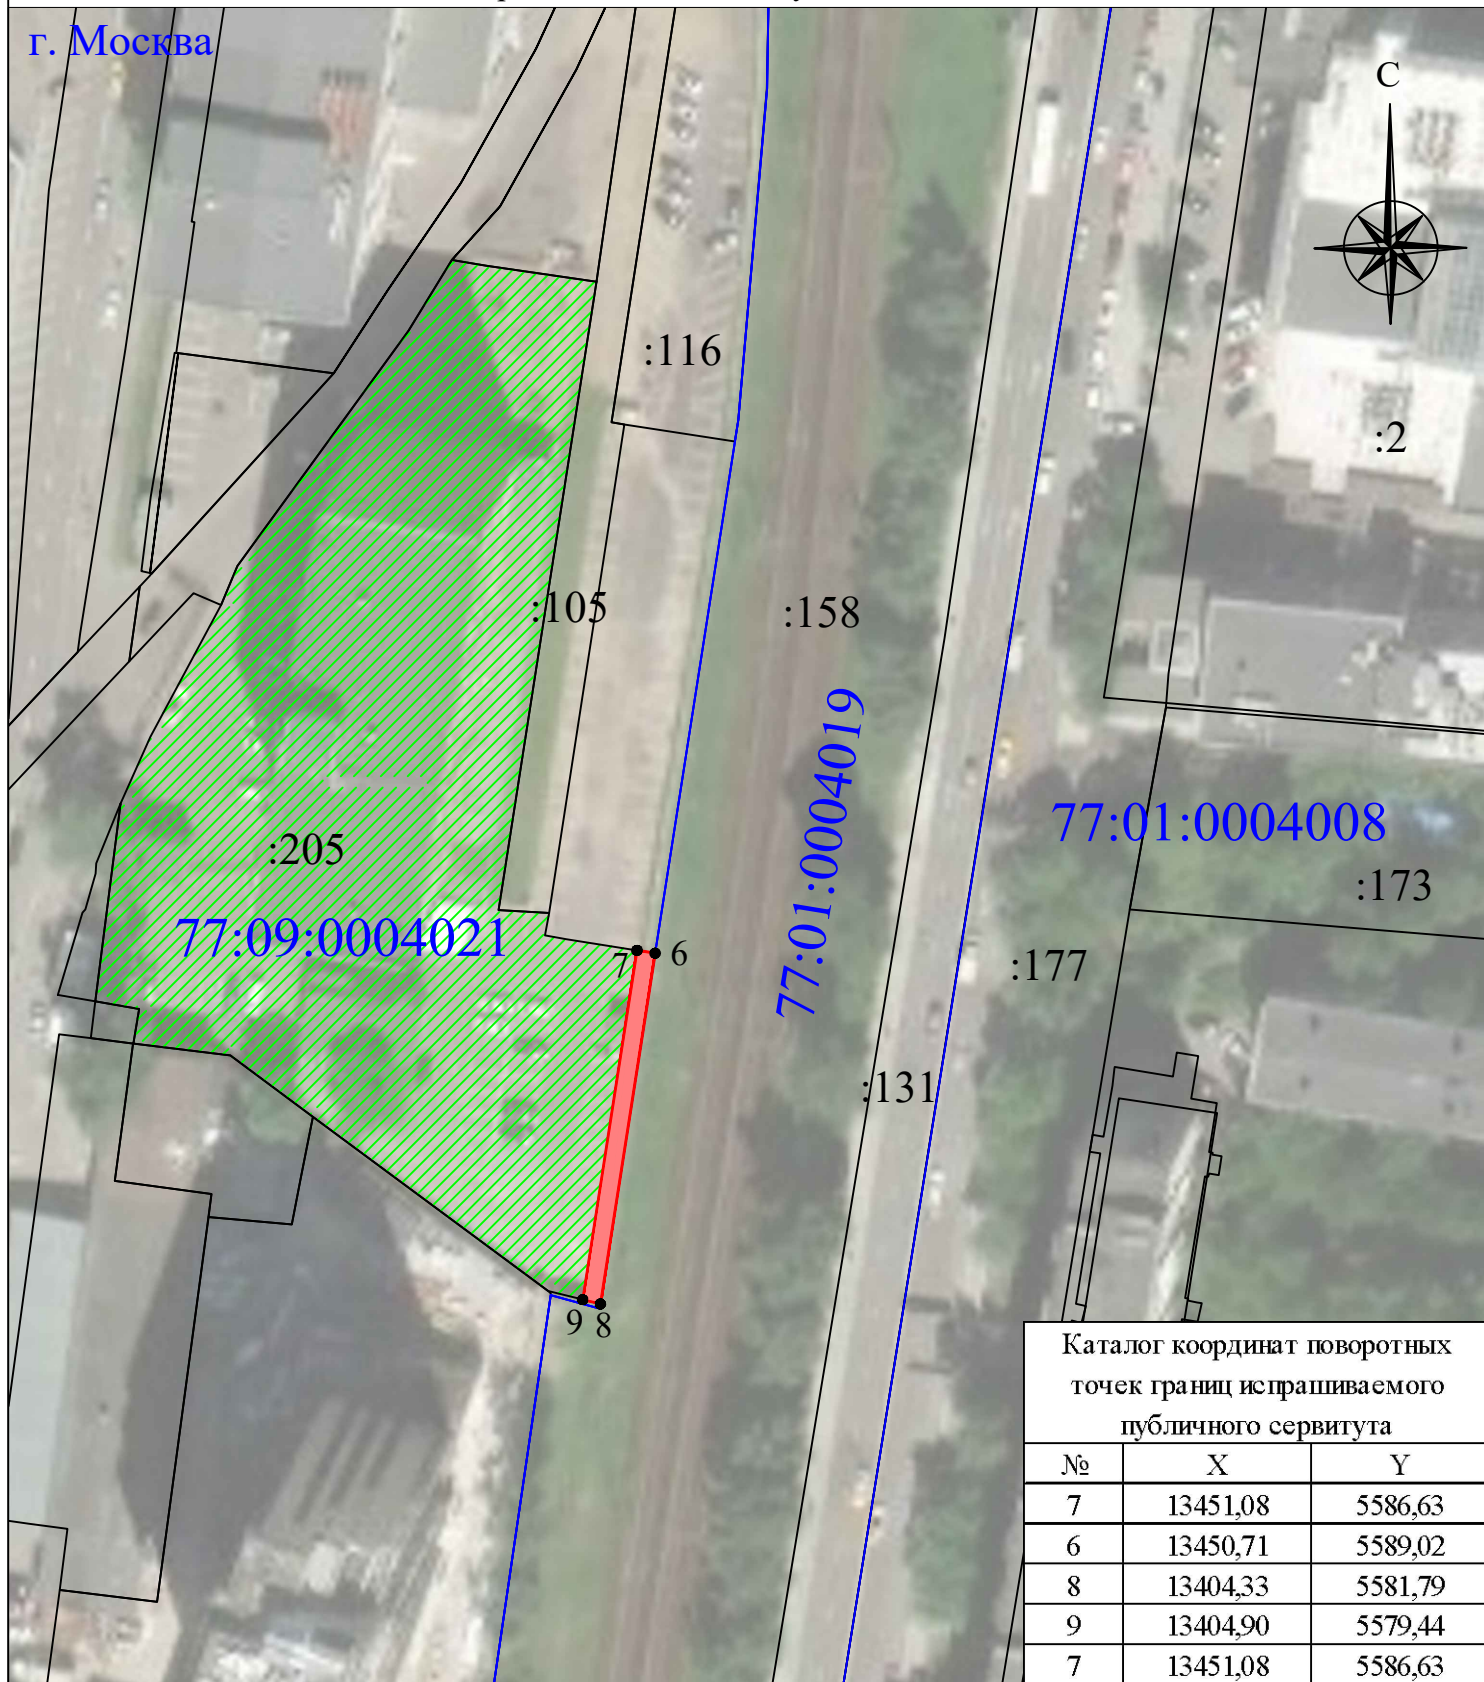 г. Москва
С
:116
:2
:105
:158
77:01:0004019
77:01:0004008
:205
:173
77:09:0004021
7
6
:177
:131
9
8
Каталог координат поворотных
точек границ испрашиваемого
публичного сервитута
№ X Y
7 13451,08 5586,63
6 13450,71 5589,02
8 13404,33 5581,79
9 13404,90 5579,44
7 13451,08 5586,63